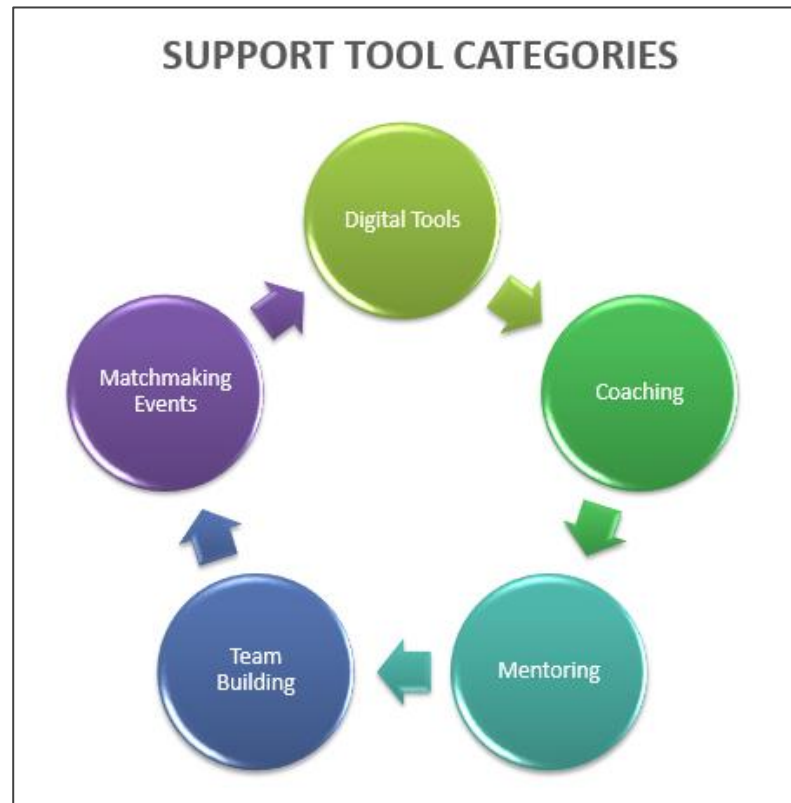 SUPPORT TOOL CATEGORIES
Digital Tools
Coaching
Mentoring
Team
Building
Matchmaking
Events